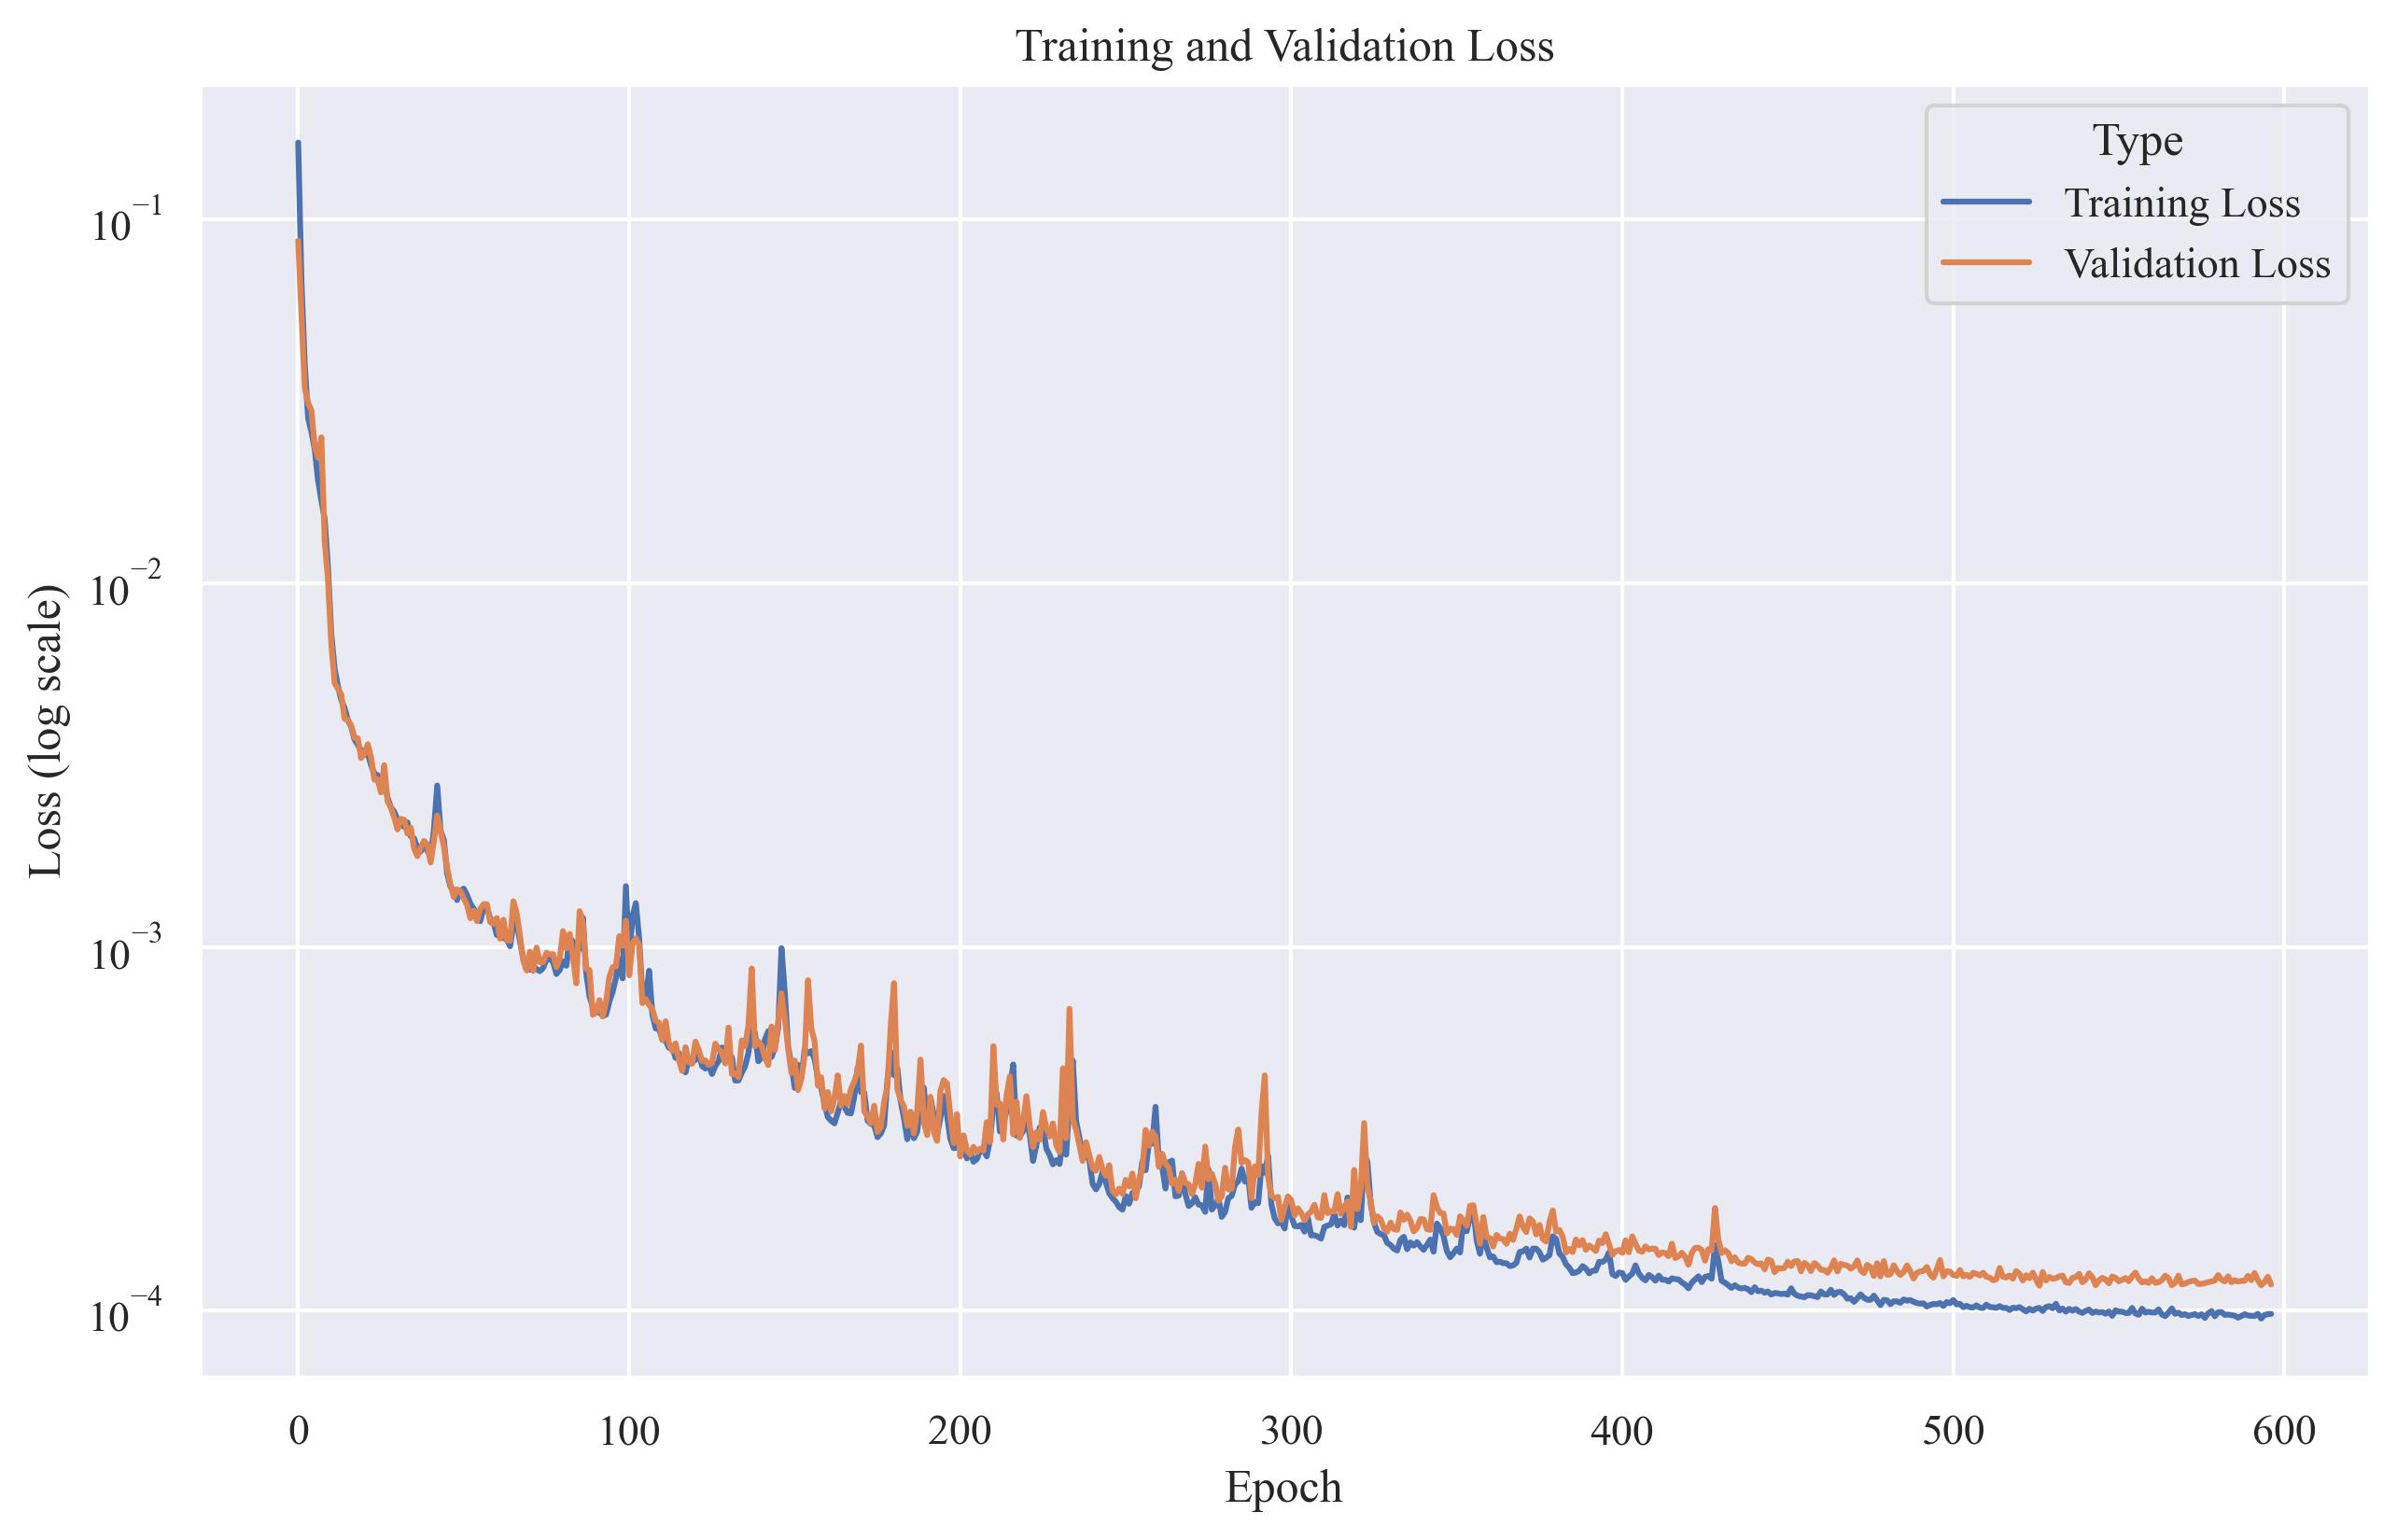 Training and Validation Loss
Type
Training Loss
Validation Loss
Loss (log scale)
10⁻¹
10⁻²
10⁻³
10⁻⁴
0 100 200 300 400 500 600
Epoch